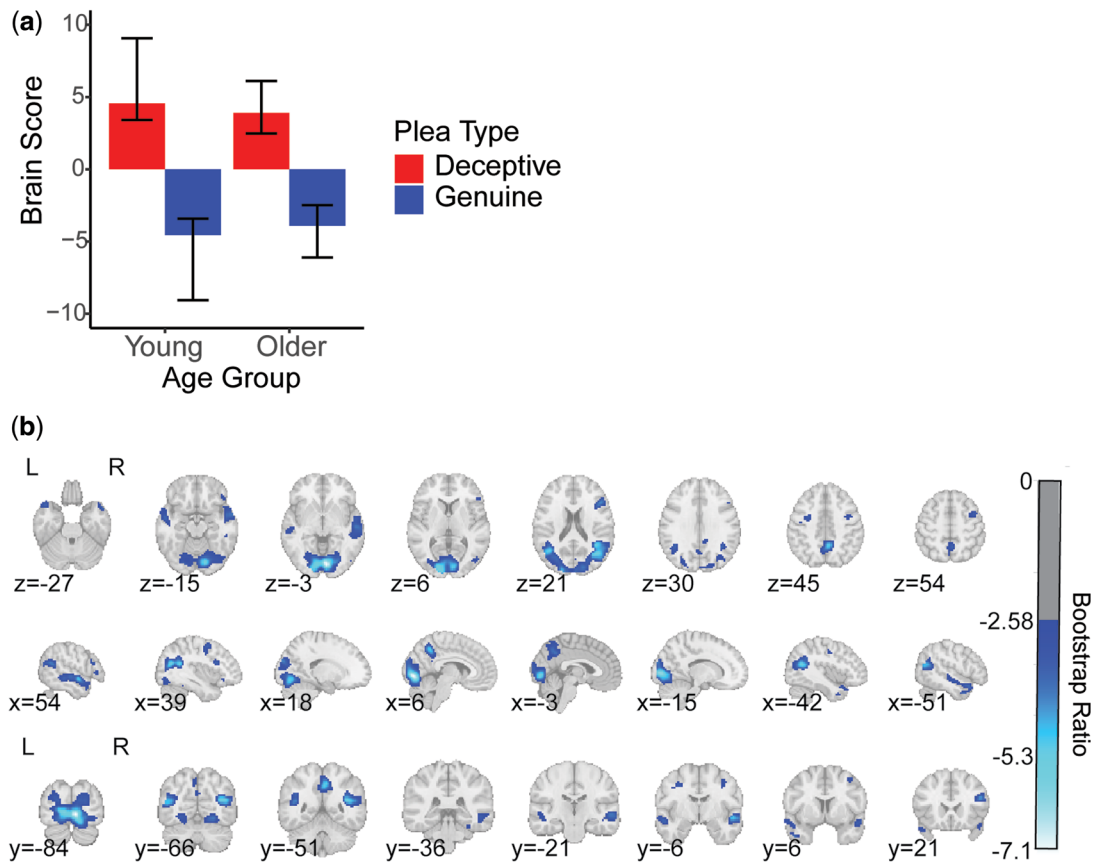 (a)
10
5
0
−5
−10
Brain Score
Young Older
Age Group
Plea Type
Deceptive
Genuine
(b)
L R
z=-27 z=-15 z=-3 z=6 z=21 z=30 z=45 z=54
x=54 x=39 x=18 x=6 x=-3 x=-15 x=-42 x=-51
L R
y=-84 y=-66 y=-51 y=-36 y=-21 y=-6 y=6 y=21
0
-2.58
-5.3
-7.1
Bootstrap Ratio